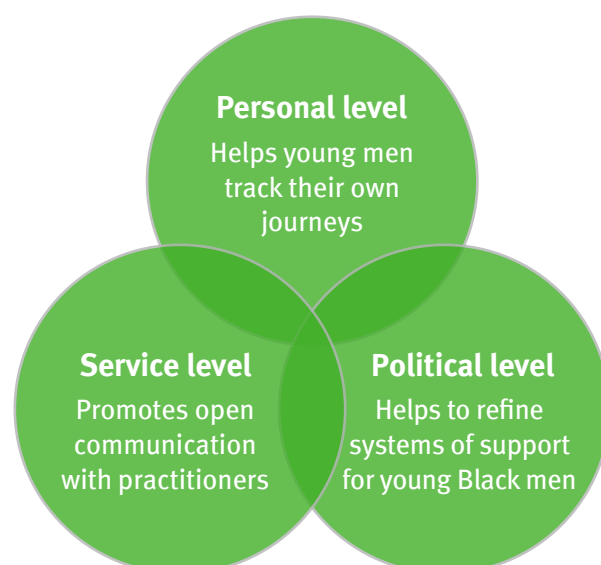 Personal level
Helps young men
track their own
journeys
Service level
Promotes open
communication
with practitioners
Political level
Helps to refine
systems of support
for young Black men